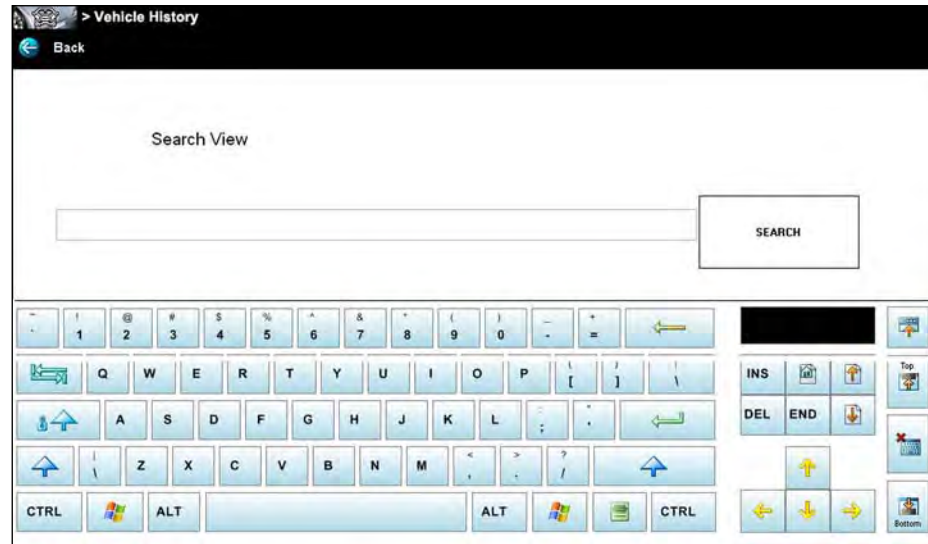 > Vehicle History
Back
Search View
SEARCH
~ ! @ # $ % ^ & * ( ) _ +
1 2 3 4 5 6 7 8 9 0 - =
Q W E R T Y U I O P { [ } ] | \
INS
Top
A S D F G H J K L : ; "
DEL END
| \ Z X C V B N M < , > . ? /
CTRL ALT ALT CTRL
Bottom